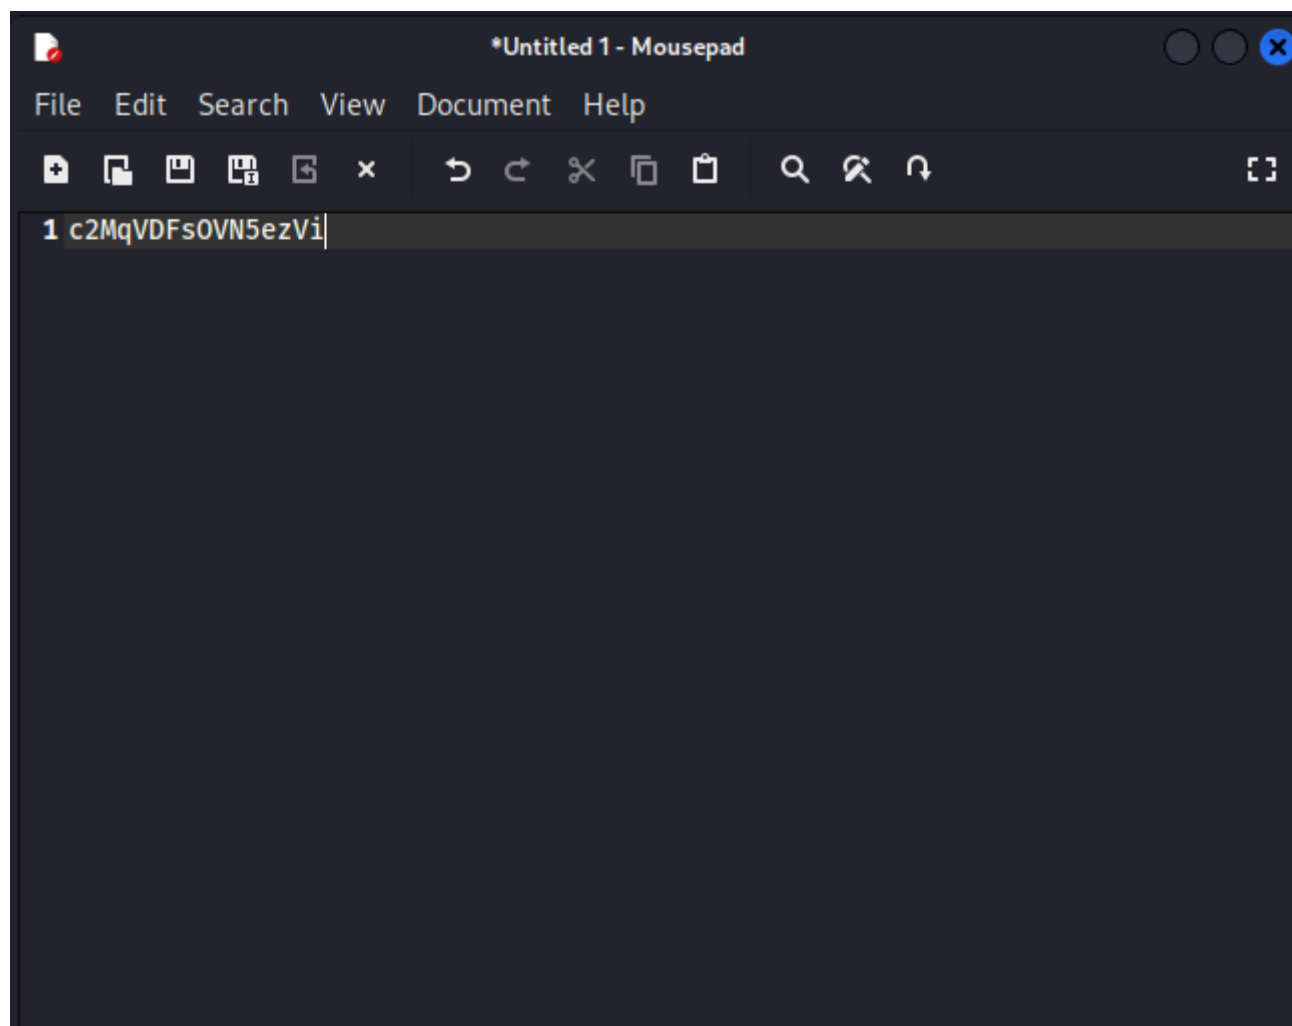 *Untitled 1 - Mousepad
File Edit Search View Document Help
1 c2MqVDFsOVN5ezVi